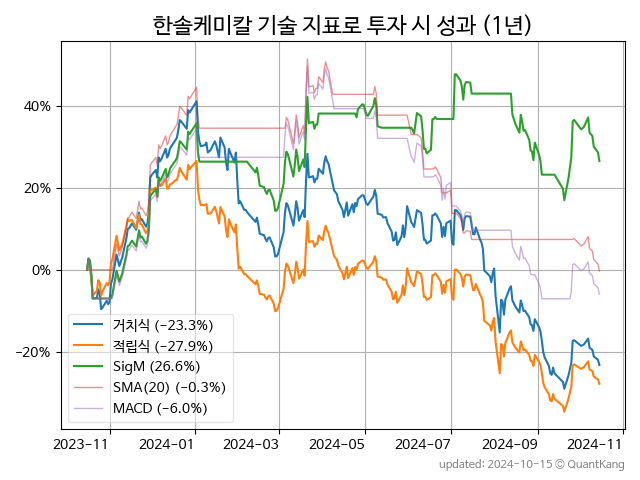 한솔케미칼 기술 지표로 투자 시 성과 (1년)
40%
20%
0%
−20%
거치식 (−23.3%)
적립식 (−27.9%)
SigM (26.6%)
SMA(20) (−0.3%)
MACD (−6.0%)
2023-11
2024-01
2024-03
2024-05
2024-07
2024-09
2024-11
updated: 2024-10-15 © QuantKang